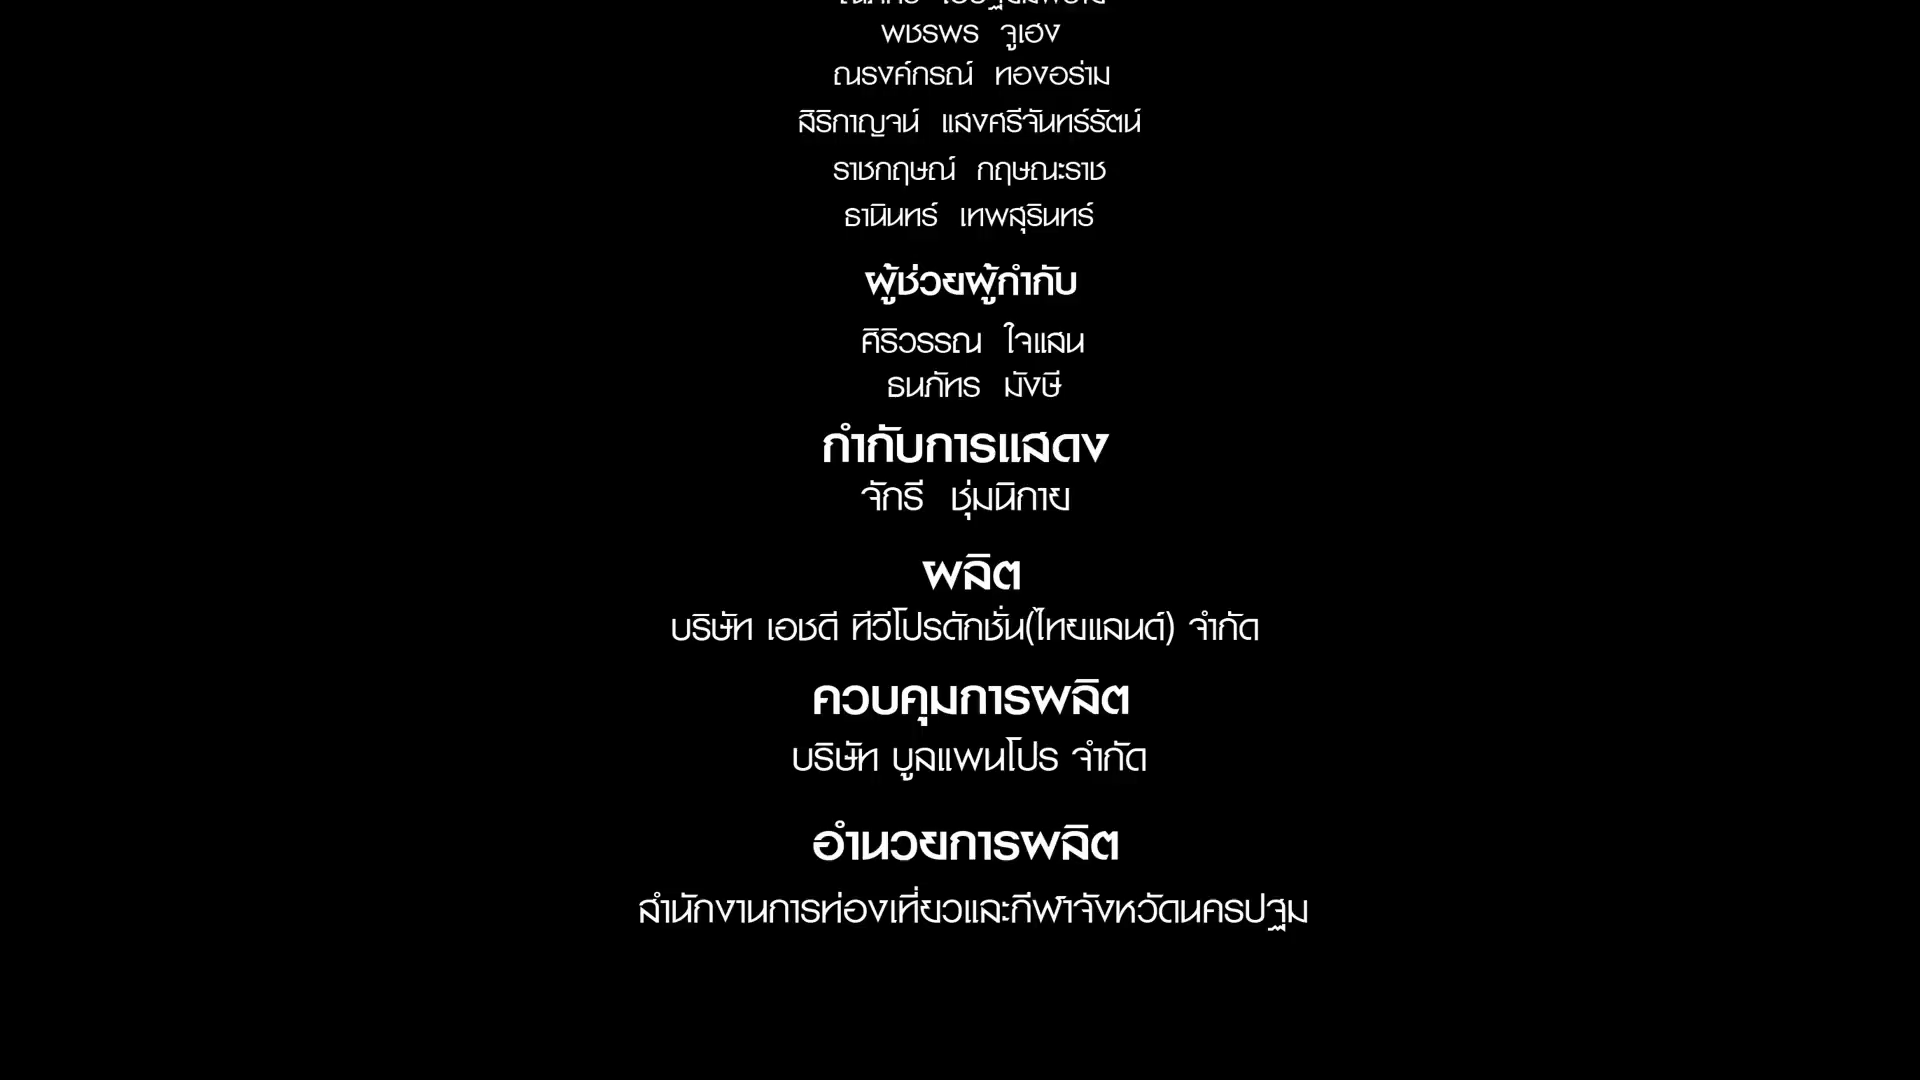 พชรพร จูเฮง
ณรงค์กรณ์ ทองอร่าม
สิริกาญจน์ แสงศรีจันทร์รัตน์
ราชกฤษณ์ กฤษณะราช
ธานินทร์ เทพสุรินทร์
ผู้ช่วยผู้กำกับ
ศิริวรรณ ใจแสน
ธนภัทร มังษี
กำกับการแสดง
จักรี ชุ่มนิกาย
ผลิต
บริษัท เอชดี ทีวีโปรดักชั่น(ไทยแลนด์) จำกัด
ควบคุมการผลิต
บริษัท บูลแพนโปร จำกัด
อำนวยการผลิต
สำนักงานการท่องเที่ยวและกีฬาจังหวัดนครปฐม